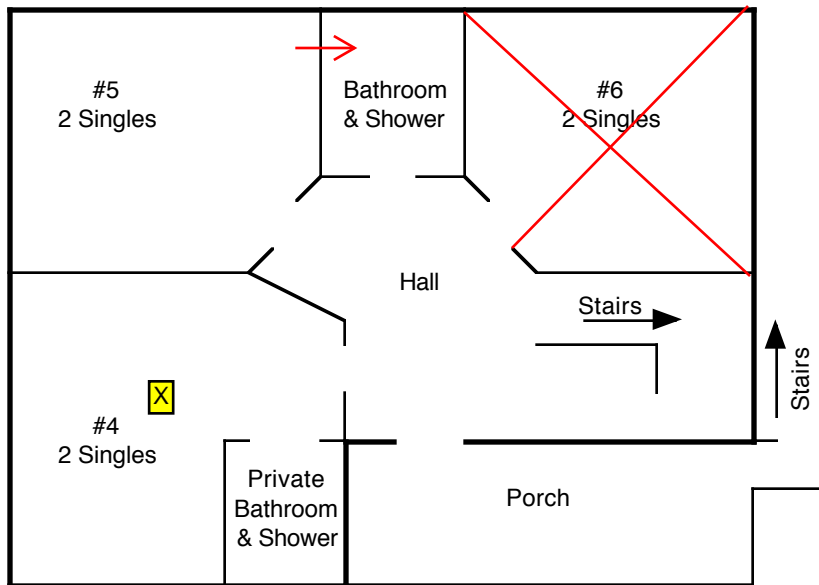 #5
2 Singles
Bathroom
& Shower
#6
2 Singles
Hall
Stairs
Stairs
X
#4
2 Singles
Private
Bathroom
& Shower
Porch